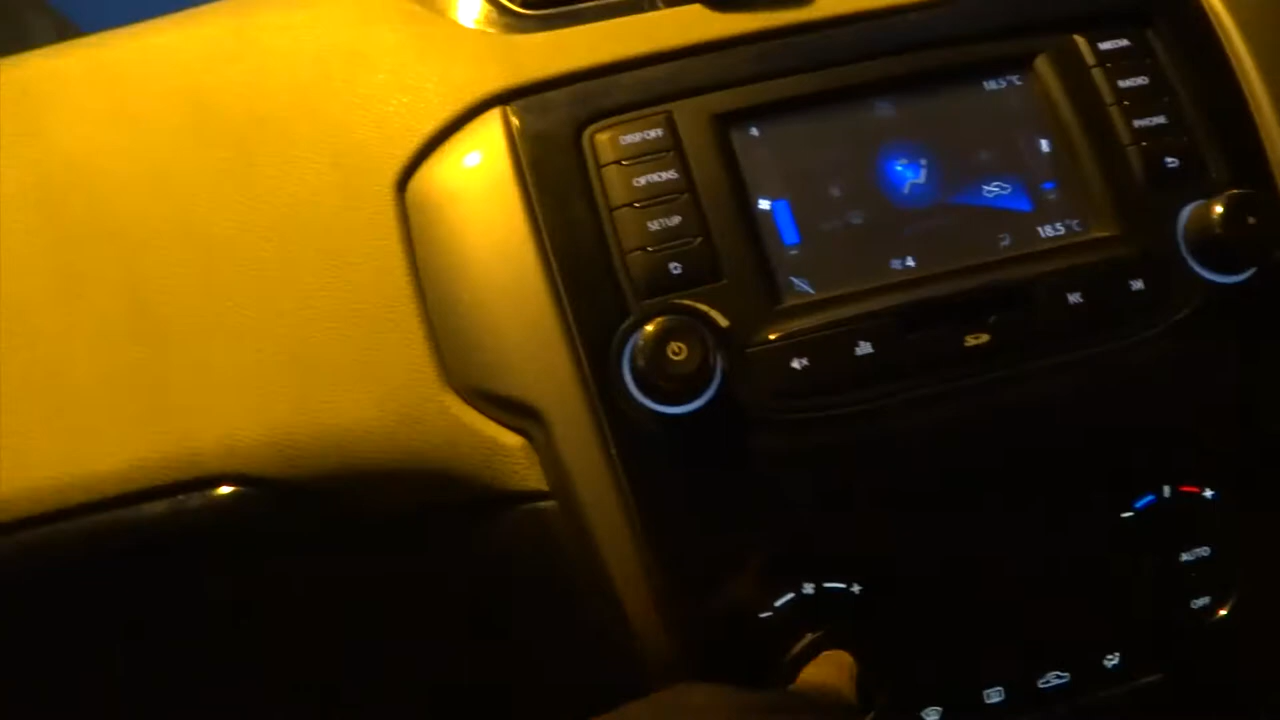 DISP OFF
OPTIONS
SETUP
MEDIA
RADIO
PHONE
18.5°C
18.5°C
4
AUTO
OFF